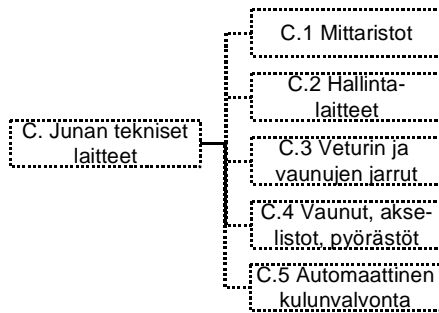 C. Junan tekniset
laitteet
C.1 Mittaristot
C.2 Hallinta-
laitteet
C.3 Veturin ja
vaunujen jarrut
C.4 Vaunut, akse-
listot, pyörästöt
C.5 Automaattinen
kulunvalvonta